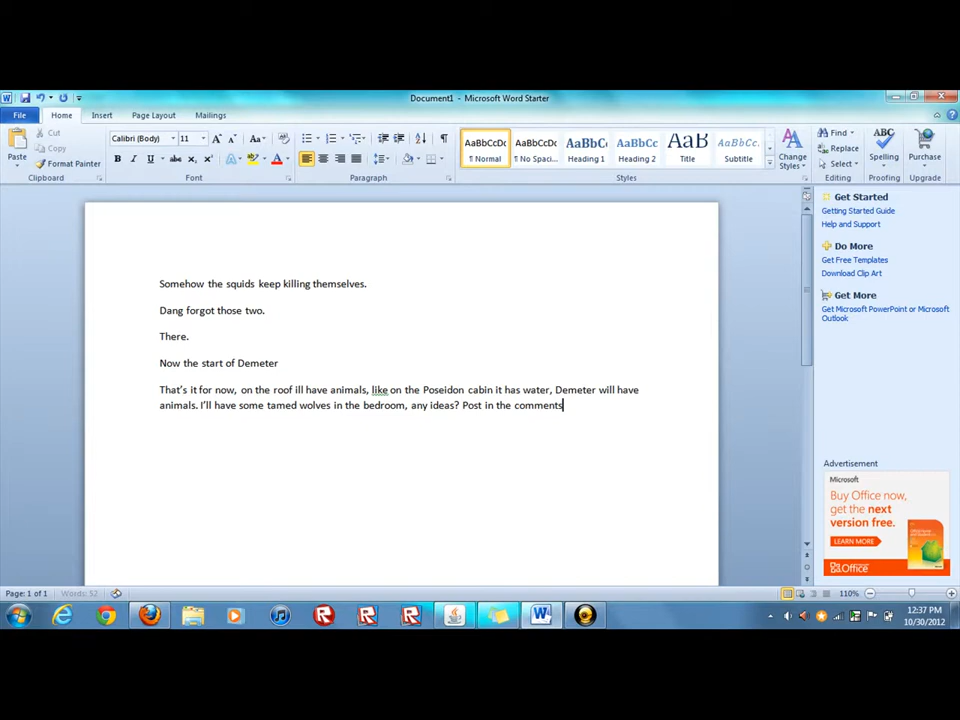 Document1 - Microsoft Word Starter
File Home Insert Page Layout Mailings
Paste Cut Calibri (Body) 11 Find
Copy Replace
Format Painter Select
AaBbCcDc AaBbCcDc AaBbCc AaBbCc AaB AaBbCc.
¶ Normal ¶ No Spaci... Heading 1 Heading 2 Title Subtitle
Change Styles Spelling Purchase
Clipboard Font Paragraph Styles Editing Proofing Upgrade
Get Started
Getting Started Guide
Help and Support
Do More
Get Free Templates
Download Clip Art
Get More
Get Microsoft PowerPoint or Microsoft
Outlook
Somehow the squids keep killing themselves.
Dang forgot those two.
There.
Now the start of Demeter
That’s it for now, on the roof ill have animals, like on the Poseidon cabin it has water, Demeter will have
animals. I’ll have some tamed wolves in the bedroom, any ideas? Post in the comments
Advertisement
Microsoft
Buy Office now,
get the next
version free.
LEARN MORE
Office
Page: 1 of 1 Words: 52 110%
12:37 PM
10/30/2012